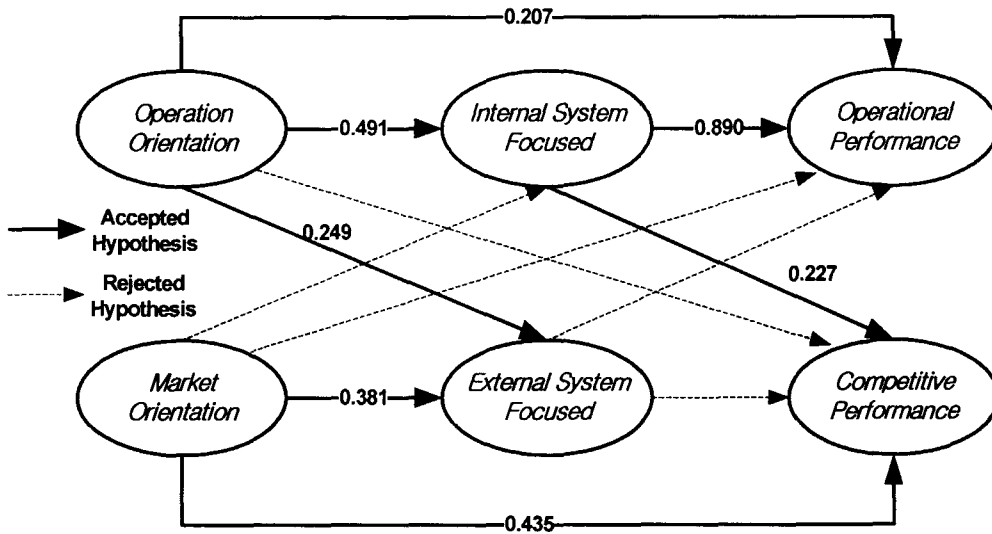 0.207
Operation
Orientation
0.491
Internal System
Focused
0.890
Operational
Performance
Accepted
Hypothesis
0.249
Rejected
Hypothesis
0.227
Market
Orientation
0.381
External System
Focused
Competitive
Performance
0.435